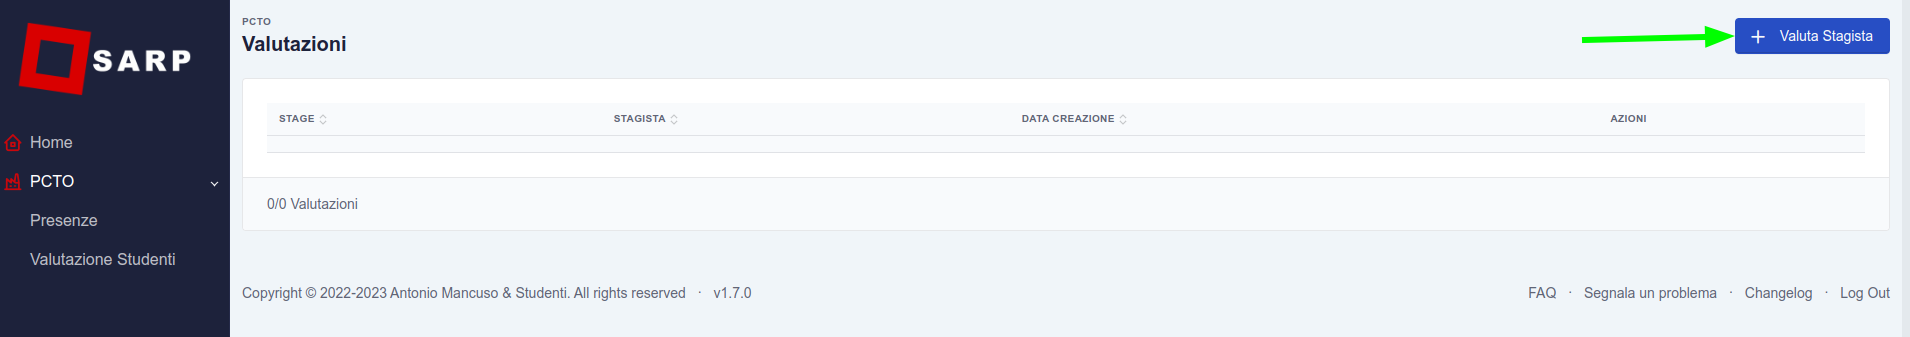 SARP
Home
PCTO
Presenze
Valutazione Studenti
PCTO
Valutazioni
Valuta Stagista
STAGE STAGISTA DATA CREAZIONE AZIONI
0/0 Valutazioni
Copyright © 2022-2023 Antonio Mancuso & Studenti. All rights reserved · v1.7.0
FAQ · Segnala un problema · Changelog · Log Out